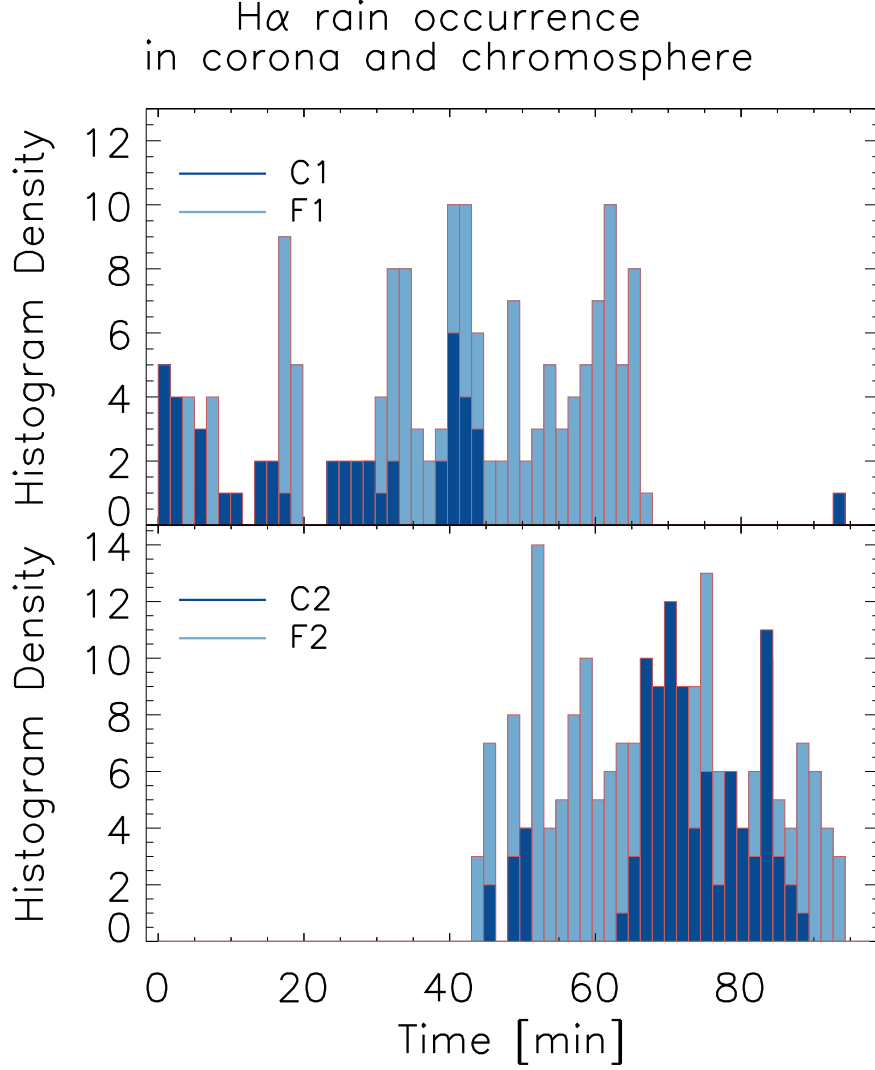 Hα rain occurrence
in corona and chromosphere
Histogram Density
12
10
8
6
4
2
0
C1
F1
Histogram Density
14
12
10
8
6
4
2
0
C2
F2
0 20 40 60 80
Time [min]